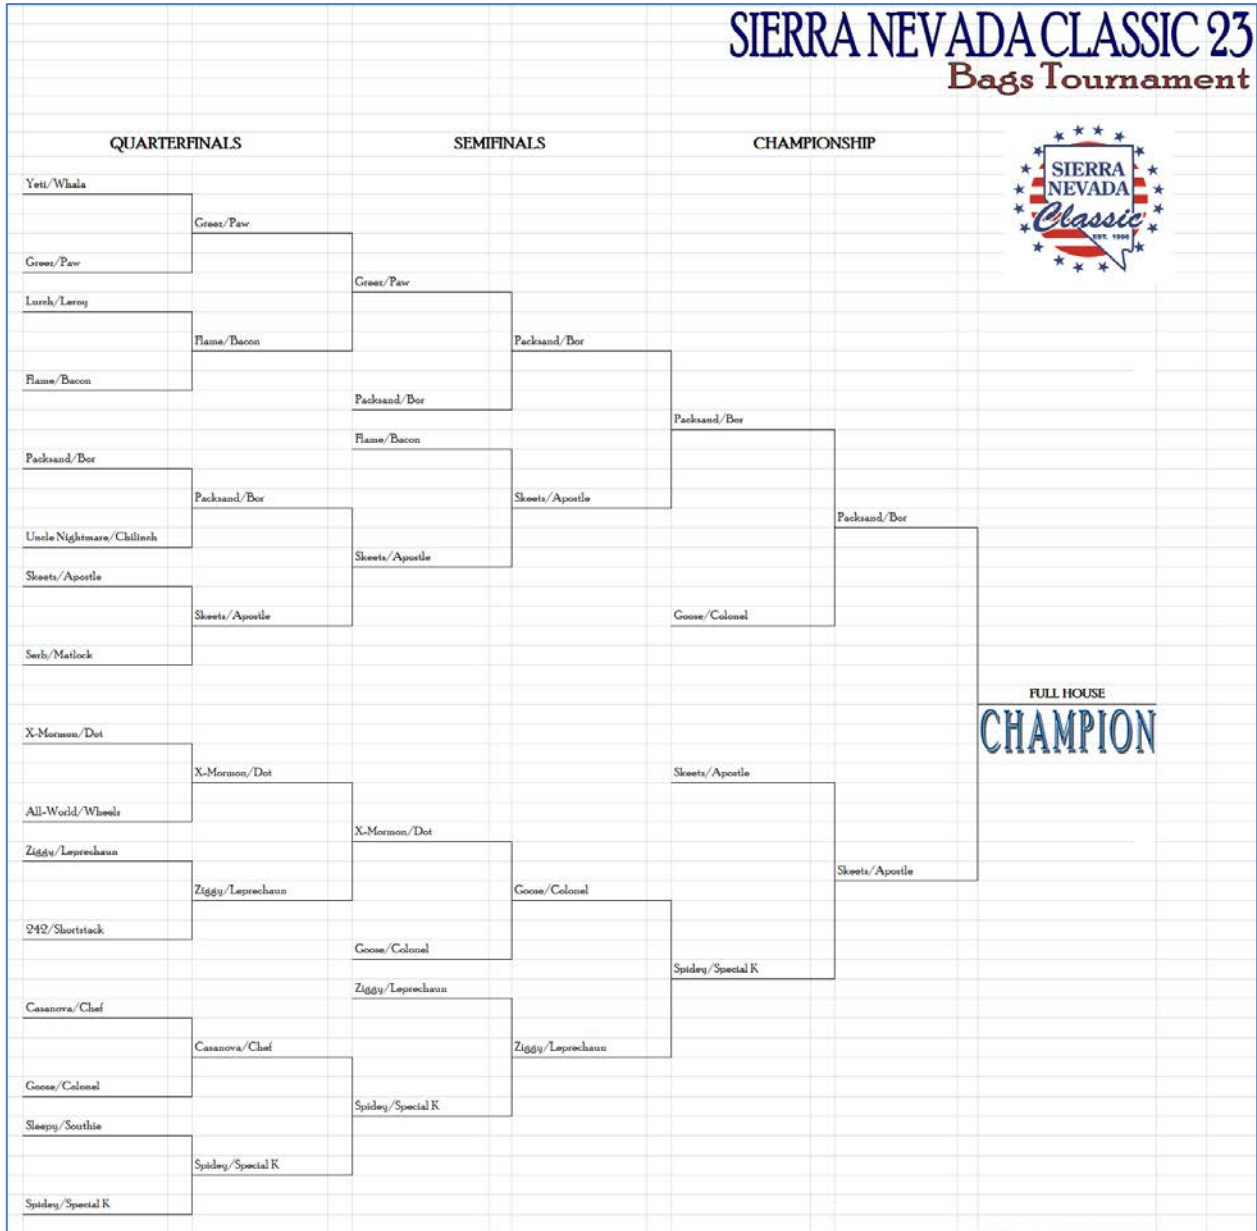 SIERRA NEVADA CLASSIC 23
Bags Tournament
QUARTERFINALS
SEMIFINALS
CHAMPIONSHIP
SIERRA
NEVADA
Classic
EST. 1996
Yeti/Whala
Greez/Paw
Greez/Paw
Lurch/Leroy
Flame/Bacon
Flame/Bacon
Greez/Paw
Packsand/Bor
Packsand/Bor
Flame/Bacon
Packsand/Bor
Packsand/Bor
Packsand/Bor
Skeets/Apostle
Packsand/Bor
Uncle Nightmare/Chilinch
Skeets/Apostle
Skeets/Apostle
Skeets/Apostle
Goose/Colonel
Serb/Matlock
FULL HOUSE
CHAMPION
X-Mormon/Dot
X-Mormon/Dot
Skeets/Apostle
All-World/Wheels
X-Mormon/Dot
Ziggy/Leprechaun
Skeets/Apostle
Ziggy/Leprechaun
Goose/Colonel
242/Shortstack
Goose/Colonel
Spidey/Special K
Ziggy/Leprechaun
Casanova/Chef
Casanova/Chef
Ziggy/Leprechaun
Goose/Colonel
Spidey/Special K
Sleepy/Southie
Spidey/Special K
Spidey/Special K